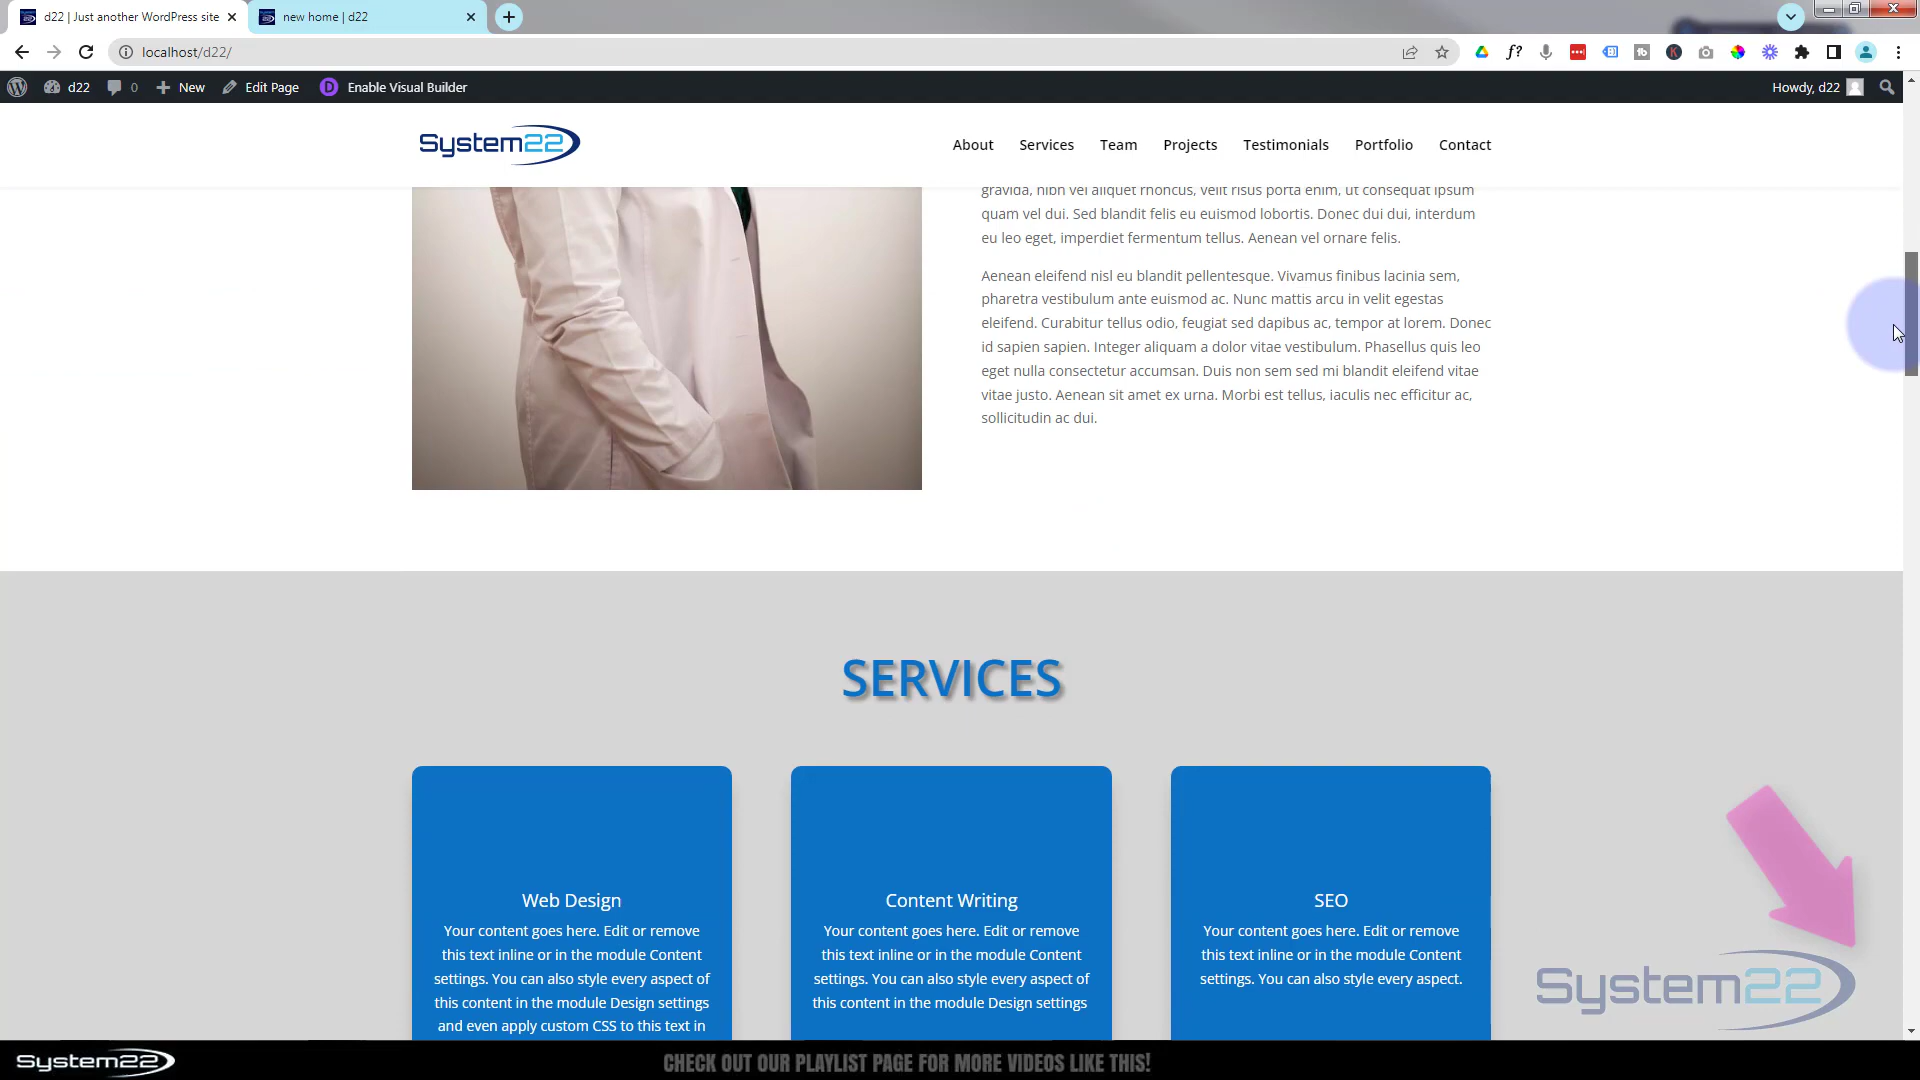 d22 | Just another WordPress site
new home | d22
localhost/d22/
d22 0 New Edit Page Enable Visual Builder Howdy, d22
System22
About Services Team Projects Testimonials Portfolio Contact
gravida, nibh vel aliquet rhoncus, velit risus porta enim, ut consequat ipsum
quam vel dui. Sed blandit felis eu euismod lobortis. Donec dui dui, interdum
eu leo eget, imperdiet fermentum tellus. Aenean vel ornare felis.
Aenean eleifend nisl eu blandit pellentesque. Vivamus finibus lacinia sem,
pharetra vestibulum ante euismod ac. Nunc mattis arcu in velit egestas
eleifend. Curabitur tellus odio, feugiat sed dapibus ac, tempor at lorem. Donec
id sapien sapien. Integer aliquam a dolor vitae vestibulum. Phasellus quis leo
eget nulla consectetur accumsan. Duis non sem sed mi blandit eleifend vitae
vitae justo. Aenean sit amet ex urna. Morbi est tellus, iaculis nec efficitur ac,
sollicitudin ac dui.
SERVICES
Web Design
Your content goes here. Edit or remove
this text inline or in the module Content
settings. You can also style every aspect of
this content in the module Design settings
and even apply custom CSS to this text in
Content Writing
Your content goes here. Edit or remove
this text inline or in the module Content
settings. You can also style every aspect of
this content in the module Design settings
SEO
Your content goes here. Edit or remove
this text inline or in the module Content
settings. You can also style every aspect.
System22
System22
CHECK OUT OUR PLAYLIST PAGE FOR MORE VIDEOS LIKE THIS!